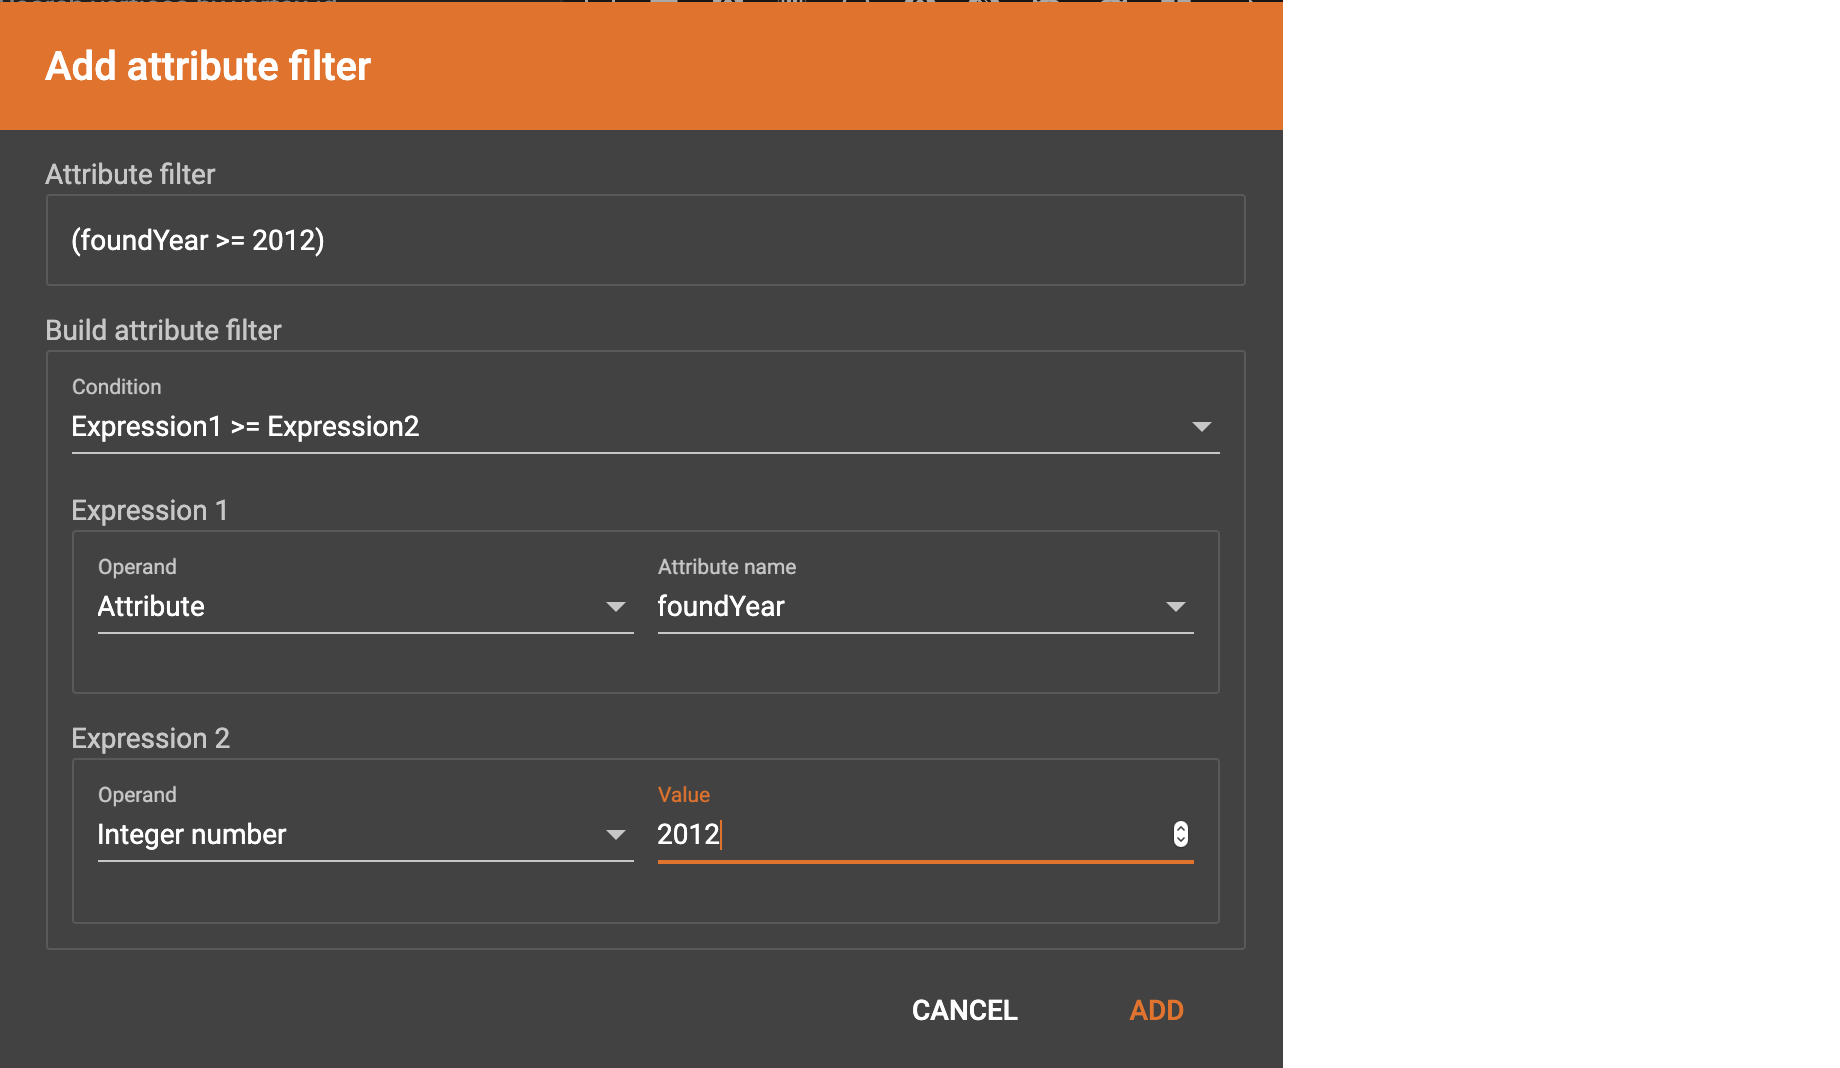 Add attribute filter
Attribute filter
(foundYear >= 2012)
Build attribute filter
Condition
Expression1 >= Expression2
Expression 1
Operand
Attribute name
Attribute
foundYear
Expression 2
Operand
Value
Integer number
2012
CANCEL
ADD